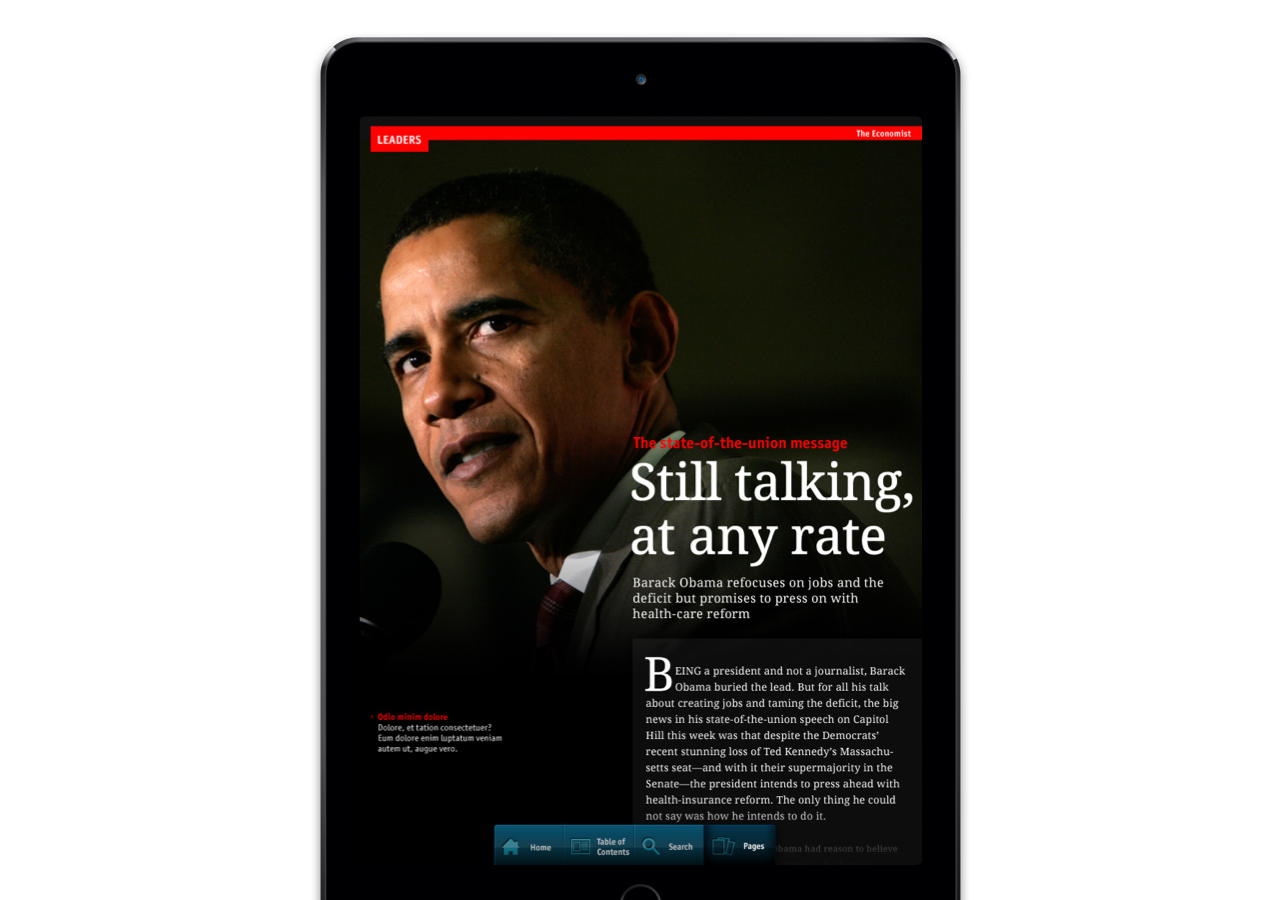 LEADERS
The Economist
The state-of-the-union message
Still talking,
at any rate
Barack Obama refocuses on jobs and the
deficit but promises to press on with
health-care reform
BEING a president and not a journalist, Barack
Obama buried the lead. But for all his talk
about creating jobs and taming the deficit, the big
news in his state-of-the-union speech on Capitol
Hill this week was that despite the Democrats’
recent stunning loss of Ted Kennedy’s Massachu-
setts seat—and with it their supermajority in the
Senate—the president intends to press ahead with
health-insurance reform. The only thing he could
not say was how he intends to do it.
had reason to believe
› Odio minim dolore
Dolore, et tation consectetuer?
Eum dolore enim luptatum veniam
autem ut, augue vero.
Home
Table of
Contents
Search
Pages